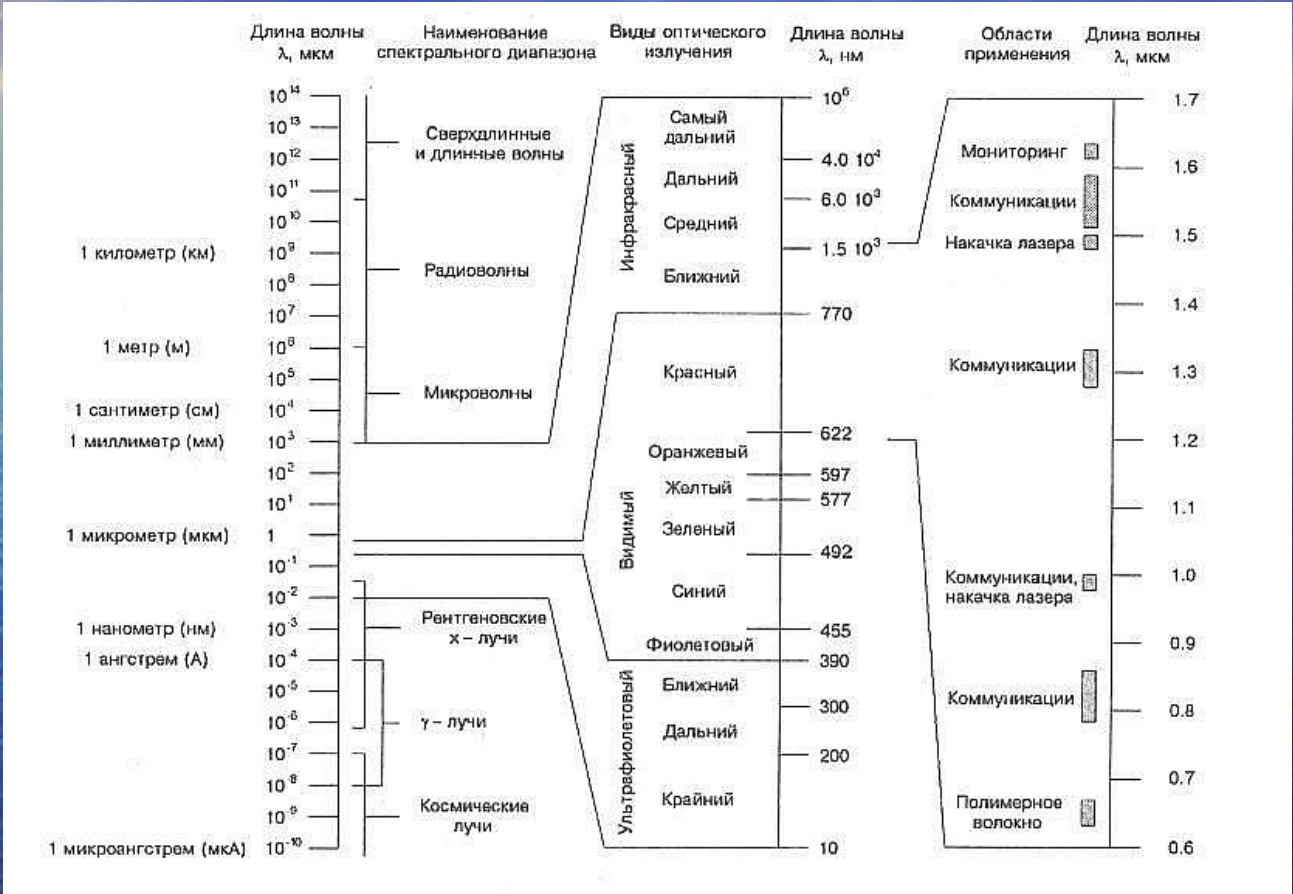 Длина волны
λ, мкм
Наименование
спектрального диапазона
Виды оптического
излучения
Длина волны
λ, нм
Области
применения
Длина волны
λ, мкм
1 километр (км)
1 метр (м)
1 сантиметр (см)
1 миллиметр (мм)
1 микрометр (мкм)
1 нанометр (нм)
1 ангстрем (А)
1 микроангстрем (мкА)
10¹⁴
10¹³
10¹²
10¹¹
10¹⁰
10⁹
10⁸
10⁷
10⁶
10⁵
10⁴
10³
10²
10¹
1
10⁻¹
10⁻²
10⁻³
10⁻⁴
10⁻⁵
10⁻⁶
10⁻⁷
10⁻⁸
10⁻⁹
10⁻¹⁰
Сверхдлинные
и длинные волны
Радиоволны
Микроволны
Рентгеновские
х – лучи
γ – лучи
Космические
лучи
Инфракрасный
Самый
дальний
Дальний
Средний
Ближний
Видимый
Красный
Оранжевый
Желтый
Зеленый
Синий
Фиолетовый
Ультрафиолетовый
Ближний
Дальний
Крайний
10⁶
4.0 10⁴
6.0 10³
1.5 10³
770
622
597
577
492
455
390
300
200
10
Мониторинг
Коммуникации
Накачка лазера
Коммуникации
Коммуникации,
накачка лазера
Коммуникации
Полимерное
волокно
1.7
1.6
1.5
1.4
1.3
1.2
1.1
1.0
0.9
0.8
0.7
0.6